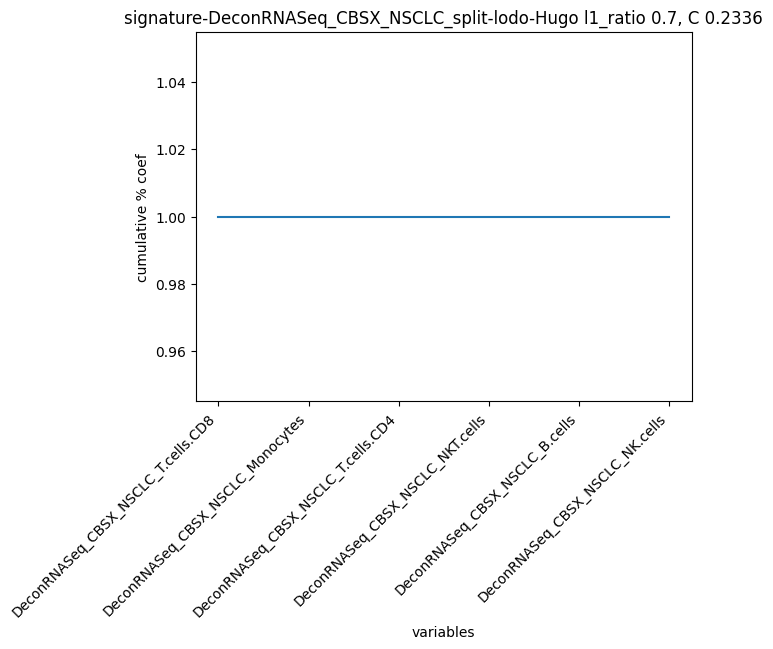 signature-DeconRNASeq_CBSX_NSCLC_split-lodo-Hugo l1_ratio 0.7, C 0.2336
cumulative % coef
1.04
1.02
1.00
0.98
0.96
DeconRNASeq_CBSX_NSCLC_T.cells.CD8
DeconRNASeq_CBSX_NSCLC_Monocytes
DeconRNASeq_CBSX_NSCLC_T.cells.CD4
DeconRNASeq_CBSX_NSCLC_NKT.cells
DeconRNASeq_CBSX_NSCLC_B.cells
DeconRNASeq_CBSX_NSCLC_NK.cells
variables